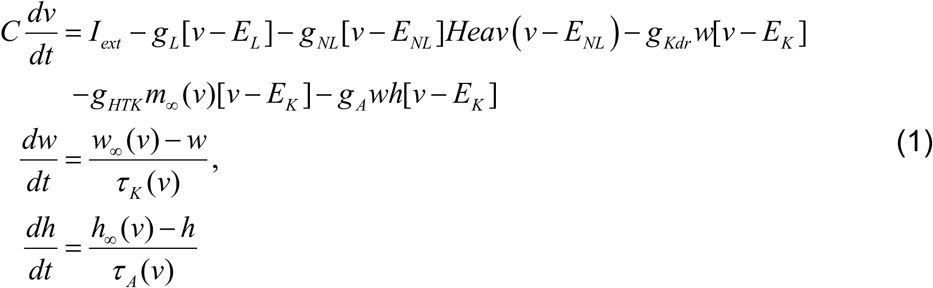 C dv/dt = I_ext − g_L[v − E_L] − g_NL[v − E_NL]Heav(v − E_NL) − g_Kdr w[v − E_K]
−g_HTK m_∞(v)[v − E_K] − g_A wh[v − E_K]
dw/dt = (w_∞(v) − w)/τ_K(v), (1)
dh/dt = (h_∞(v) − h)/τ_A(v)